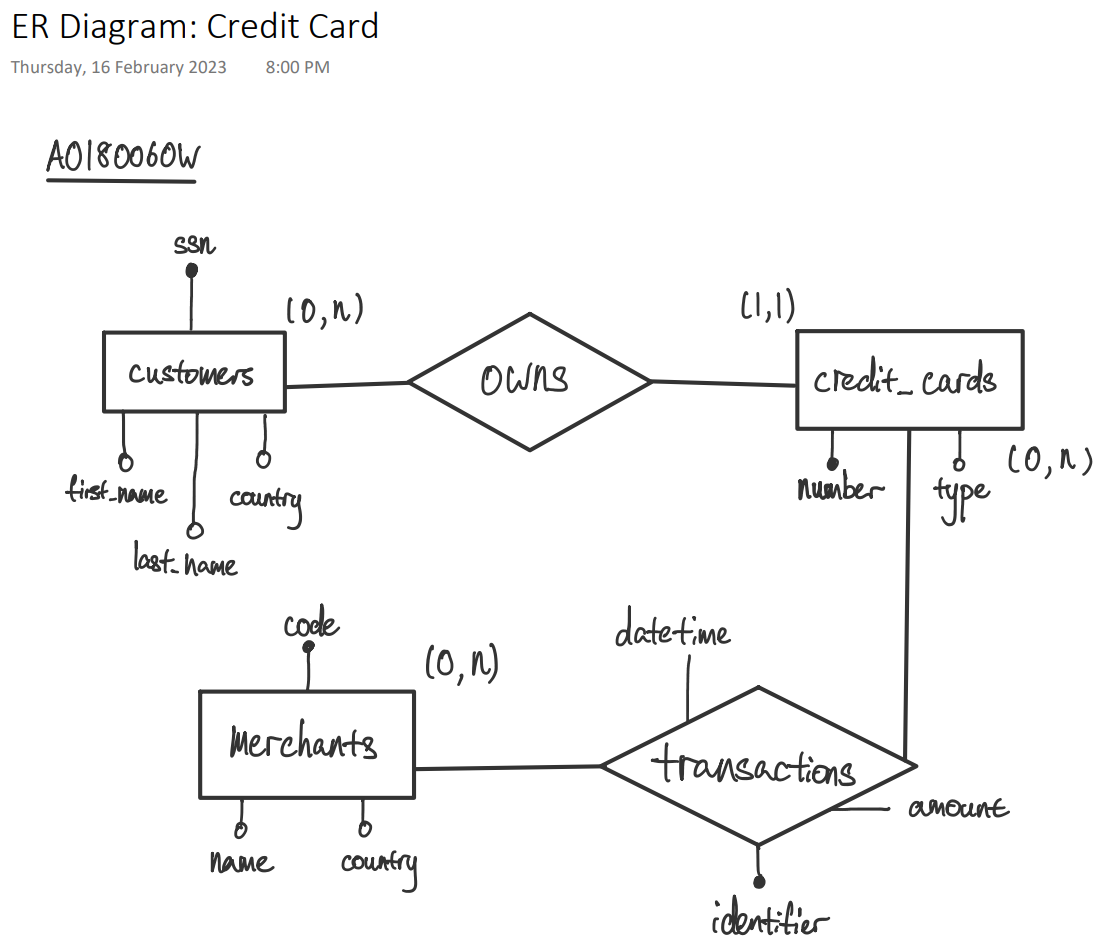 ER Diagram: Credit Card
Thursday, 16 February 2023 8:00 PM
A0180060W
ssn
(0,n)
(1,1)
customers
owns
credit_cards
first_name
country
last_name
number
type
(0,n)
code
(0,n)
datetime
Merchants
transactions
amount
name
country
identifier